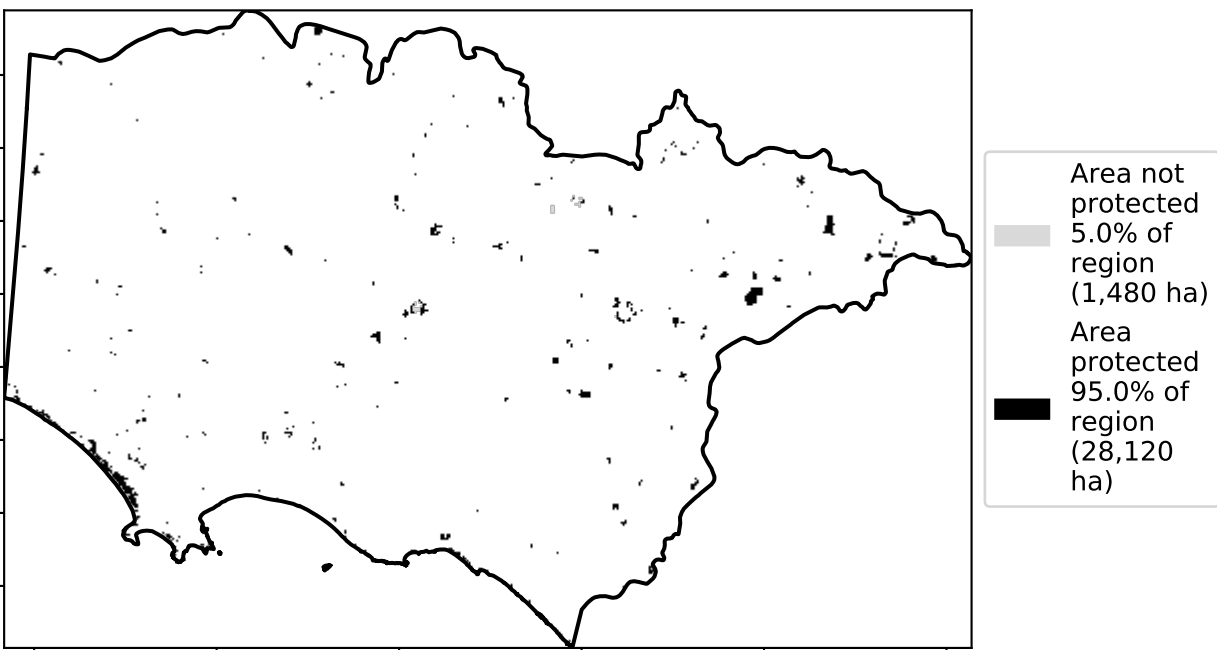 Area not
protected
5.0% of
region
(1,480 ha)
Area
protected
95.0% of
region
(28,120
ha)